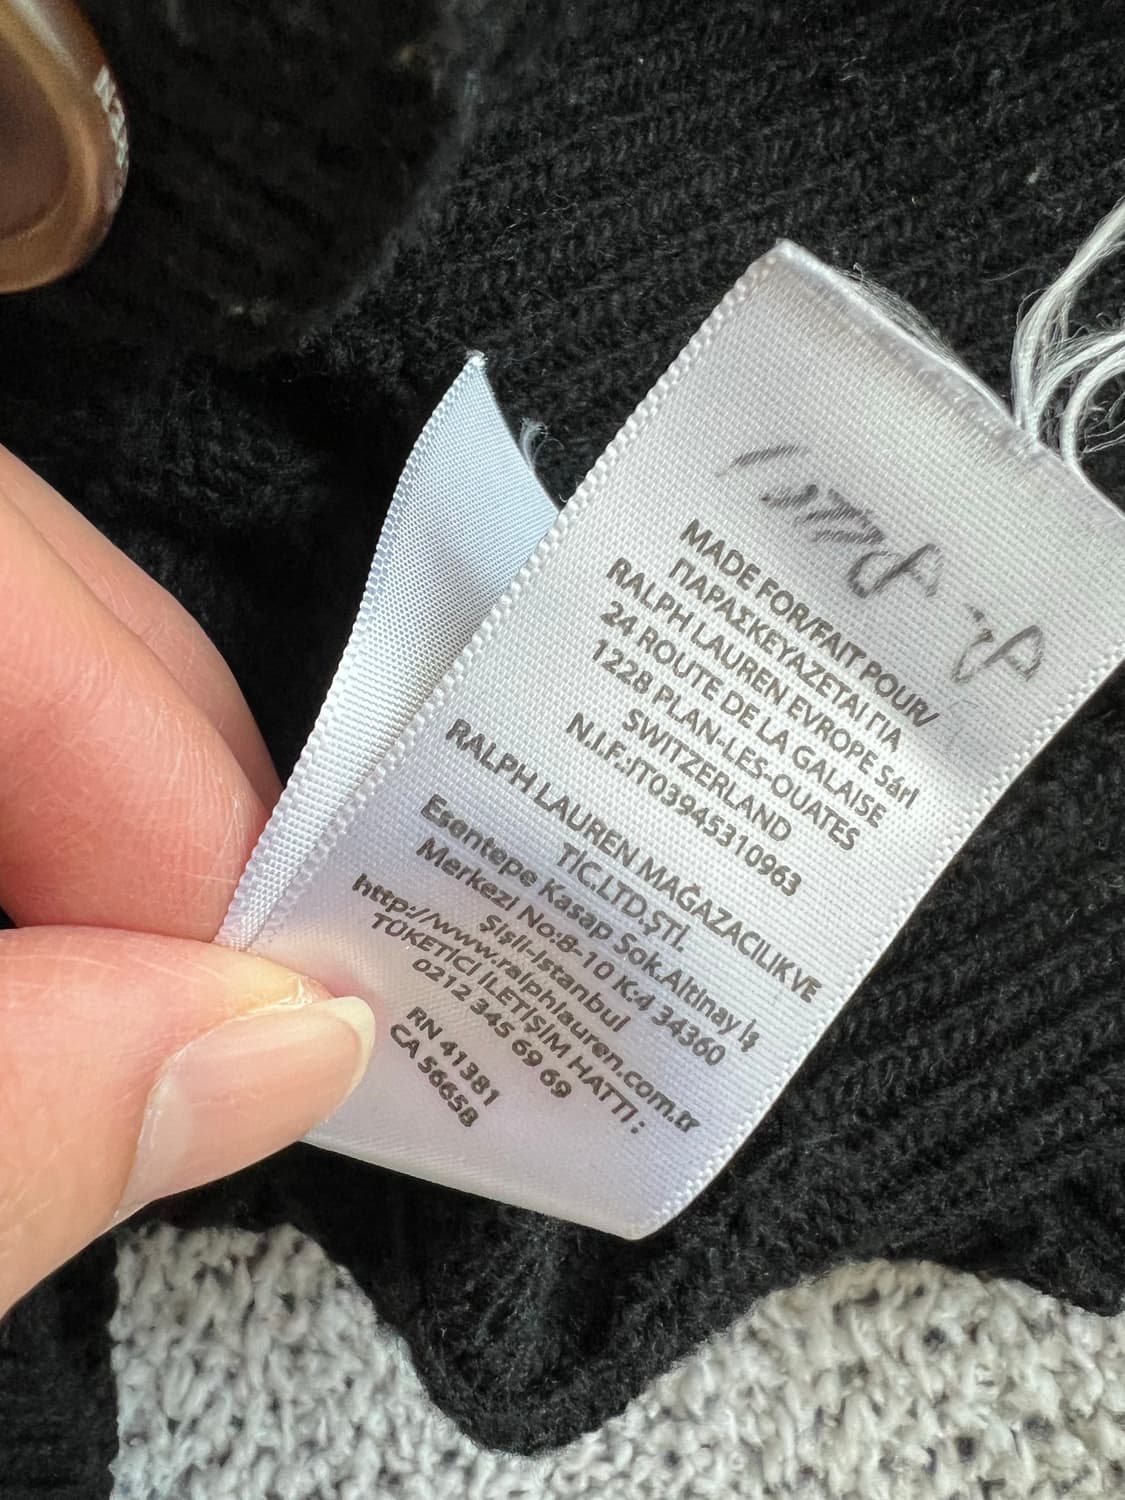 MADE FOR/FAIT POUR/
ΠΑΡΑΣΚΕΥΑΖΕΤΑΙ ΓΙΑ
RALPH LAUREN EVROPE Sárl
24 ROUTE DE LA GALAISE
1228 PLAN-LES-OUATES
SWITZERLAND
N.I.F.:IT03945310963
RALPH LAUREN MAĞAZACILIK VE
TİC.LTD.ŞTİ.
Esentepe Kasap Sok.Altinay İş
Merkezi No:8-10 K:4 34360
Şişli-Istanbul
http://www.ralphlauren.com.tr
TÜKETİCİ İLETİŞİM HATTI :
0212 345 69 69
RN 41381
CA 56658